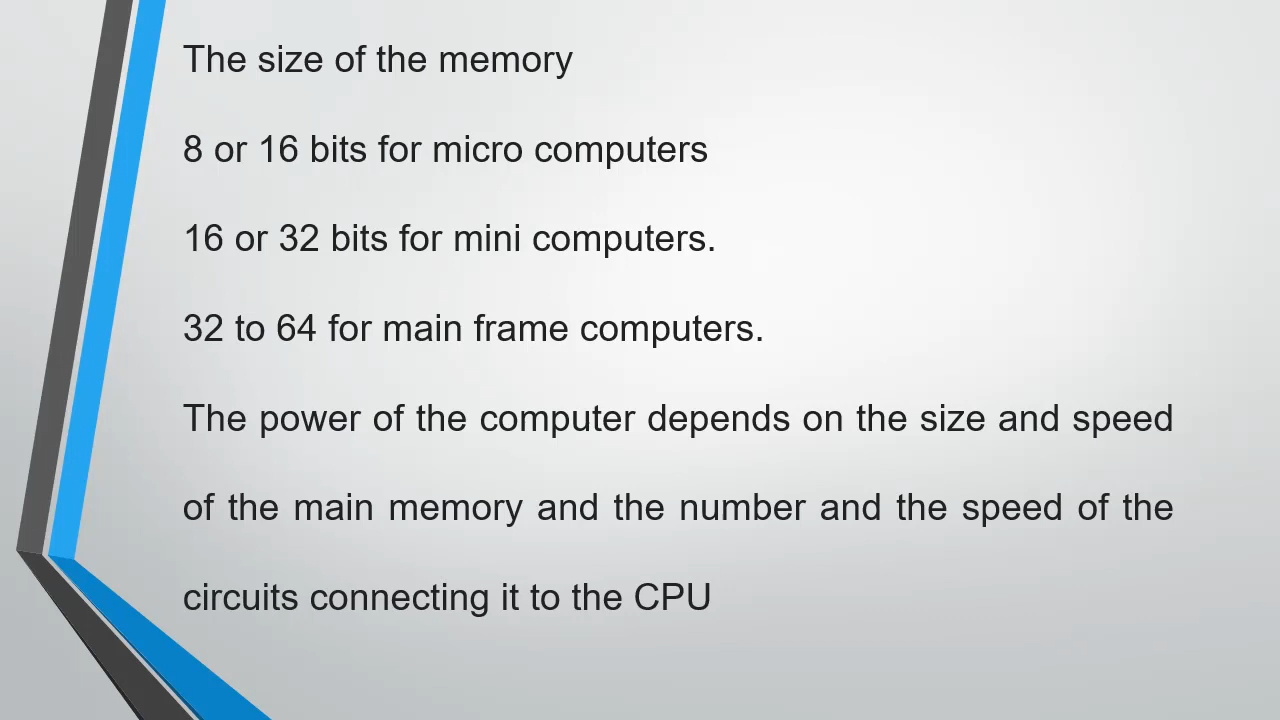 The size of the memory
8 or 16 bits for micro computers
16 or 32 bits for mini computers.
32 to 64 for main frame computers.
The power of the computer depends on the size and speed
of the main memory and the number and the speed of the
circuits connecting it to the CPU